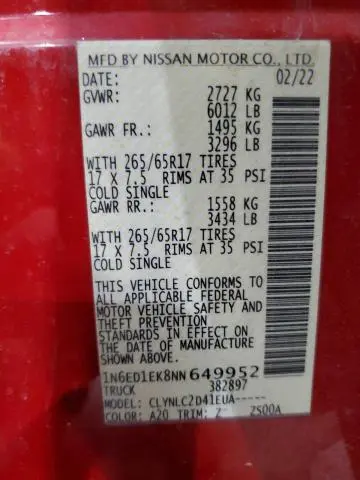 MFD BY NISSAN MOTOR CO., LTD.
DATE: 02/22
GVWR: 2727 KG
6012 LB
GAWR FR.: 1495 KG
3296 LB
WITH 265/65R17 TIRES
17 X 7.5 RIMS AT 35 PSI
COLD SINGLE
GAWR RR.: 1558 KG
3434 LB
WITH 265/65R17 TIRES
17 X 7.5 RIMS AT 35 PSI
COLD SINGLE
THIS VEHICLE CONFORMS TO
ALL APPLICABLE FEDERAL
MOTOR VEHICLE SAFETY AND
THEFT PREVENTION
STANDARDS IN EFFECT ON
THE DATE OF MANUFACTURE
SHOWN ABOVE.
1N6ED1EK8NN649952
TRUCK 382897
MODEL: CLYNLC2D41EUA-----
COLOR: A20 TRIM: ZS00A